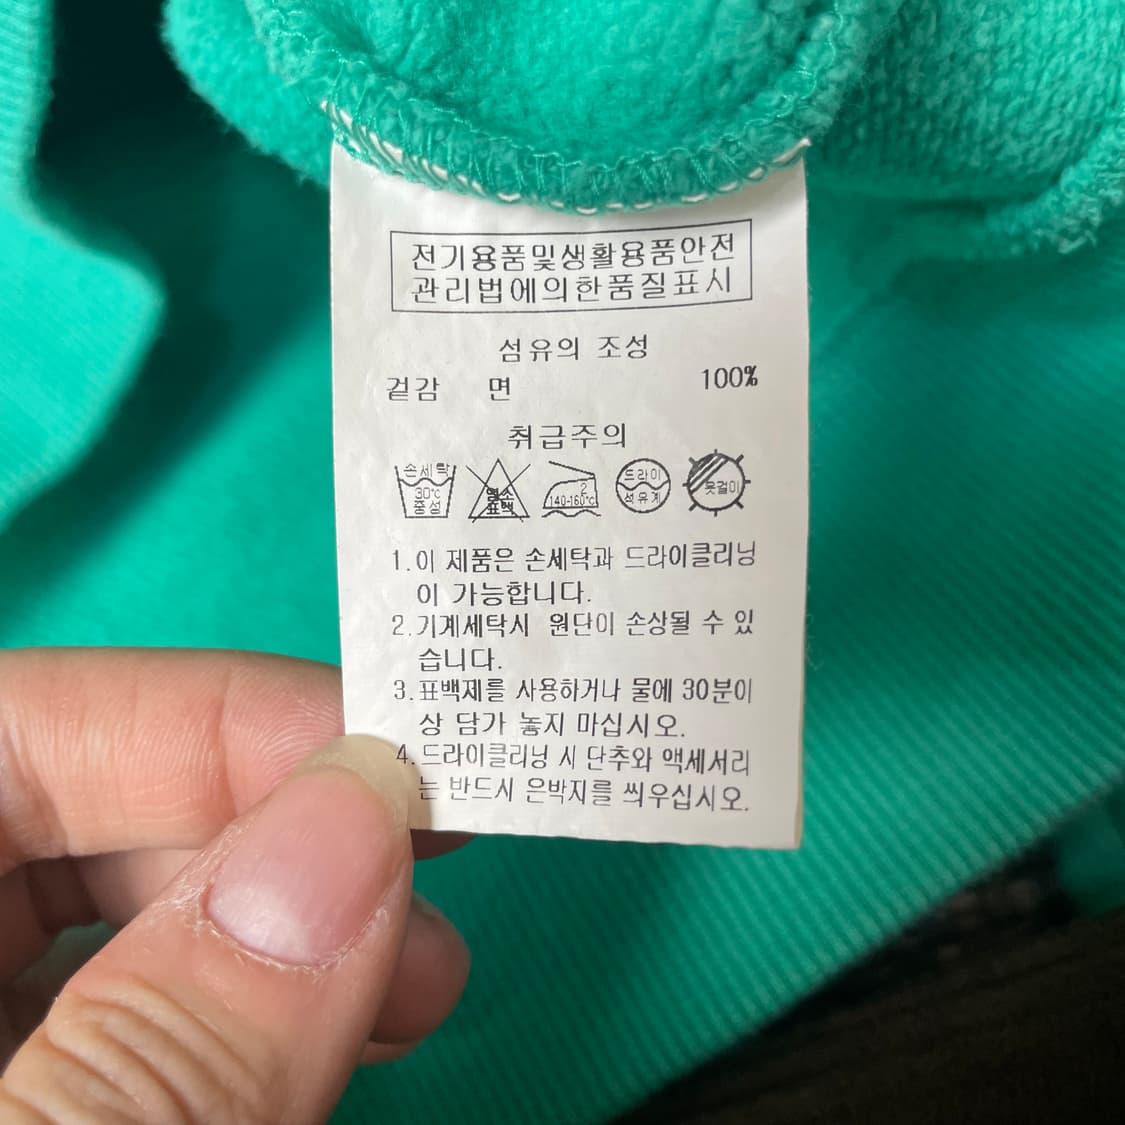 전기용품및생활용품안전
관리법에의한품질표시
섬유의 조성
겉감 면 100%
취급주의
손세탁
30℃
중성
염소
표백
2
140-160℃
드라이
석유계
옷걸이
1.이 제품은 손세탁과 드라이클리닝
이 가능합니다.
2.기계세탁시 원단이 손상될 수 있
습니다.
3.표백제를 사용하거나 물에 30분이
상 담가 놓지 마십시오.
4.드라이클리닝 시 단추와 액세서리
는 반드시 은박지를 씌우십시오.